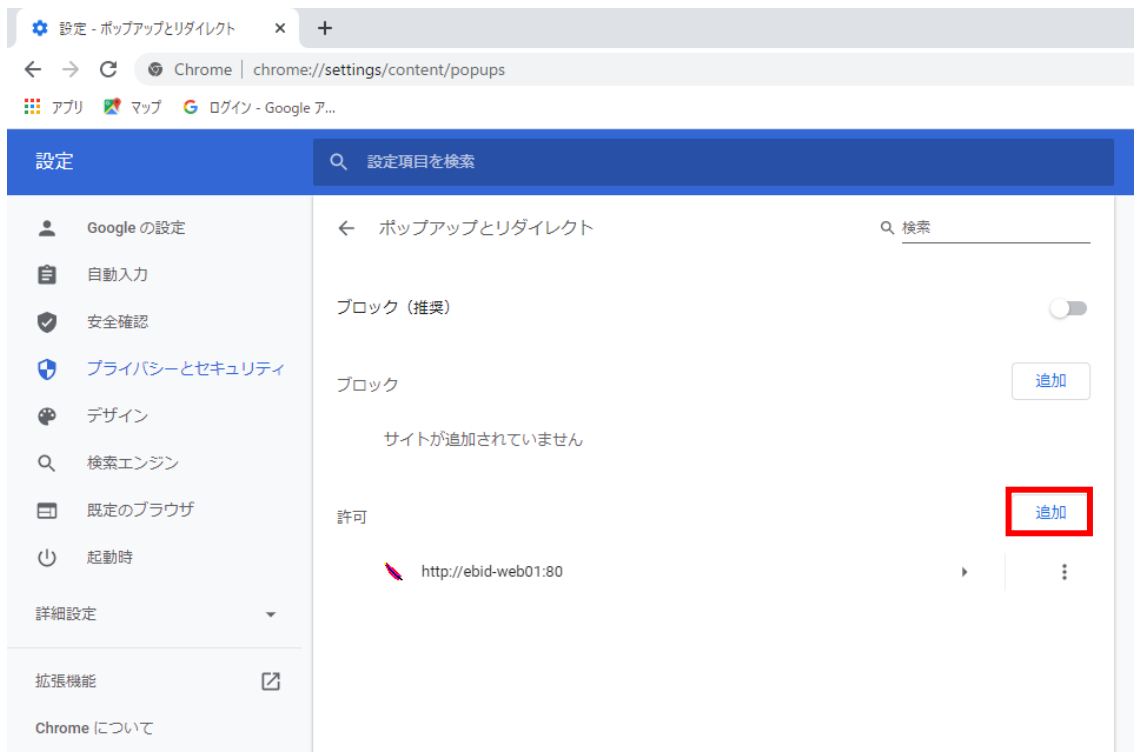 設定 - ポップアップとリダイレクト
Chrome | chrome://settings/content/popups
アプリ マップ ログイン - Google ア...
設定
設定項目を検索
Google の設定
自動入力
安全確認
プライバシーとセキュリティ
デザイン
検索エンジン
既定のブラウザ
起動時
詳細設定
拡張機能
Chrome について
ポップアップとリダイレクト
検索
ブロック（推奨）
ブロック
追加
サイトが追加されていません
許可
追加
http://ebid-web01:80